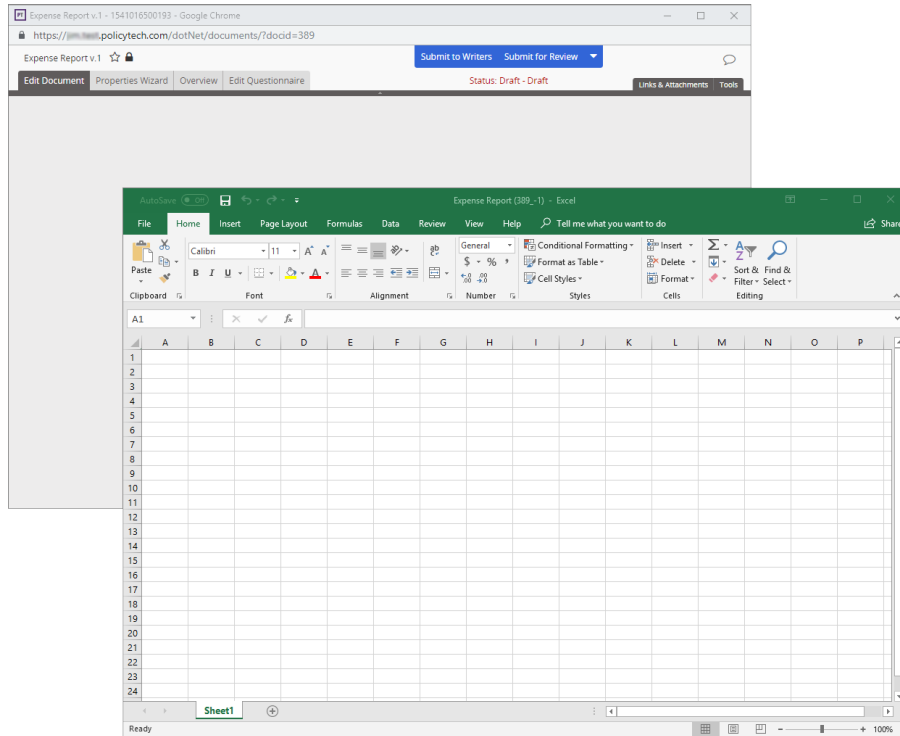 Expense Report v.1 - 1541016500193 - Google Chrome
https:// .policytech.com/dotNet/documents/?docid=389
Expense Report v.1
Submit to Writers Submit for Review
Edit Document Properties Wizard Overview Edit Questionnaire
Status: Draft - Draft
Links & Attachments Tools
AutoSave Off Expense Report (389_-1) - Excel
File Home Insert Page Layout Formulas Data Review View Help Tell me what you want to do Share
Paste
Calibri 11
B I U
A A
A
ab
c
General
$ % ,
.0 .00
.00 .0
Conditional Formatting
Format as Table
Cell Styles
Insert
Delete
Format
Sort & Filter
Find & Select
Clipboard Font Alignment Number Styles Cells Editing
A1 fx
A B C D E F G H I J K L M N O P
1
2
3
4
5
6
7
8
9
10
11
12
13
14
15
16
17
18
19
20
21
22
23
24
Sheet1
Ready 100%